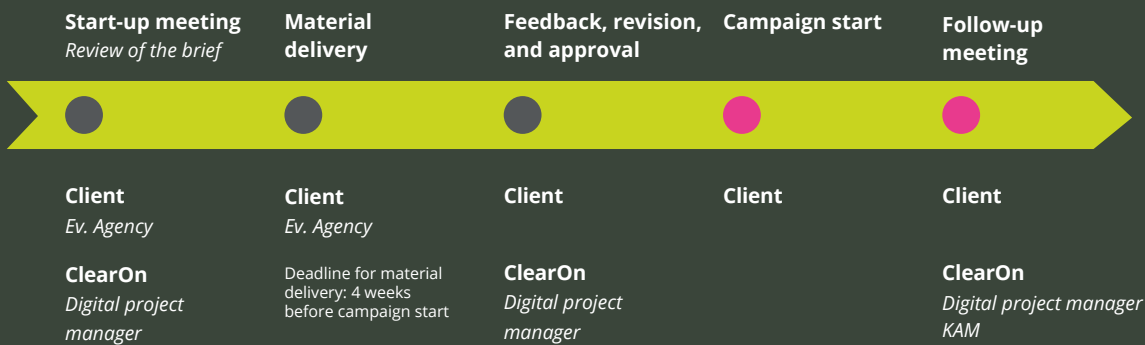 Start-up meeting
Review of the brief
Material
delivery
Feedback, revision,
and approval
Campaign start
Follow-up
meeting
Client
Ev. Agency
ClearOn
Digital project
manager
Client
Ev. Agency
Deadline for material
delivery: 4 weeks
before campaign start
Client
ClearOn
Digital project
manager
Client
Client
ClearOn
Digital project manager
KAM